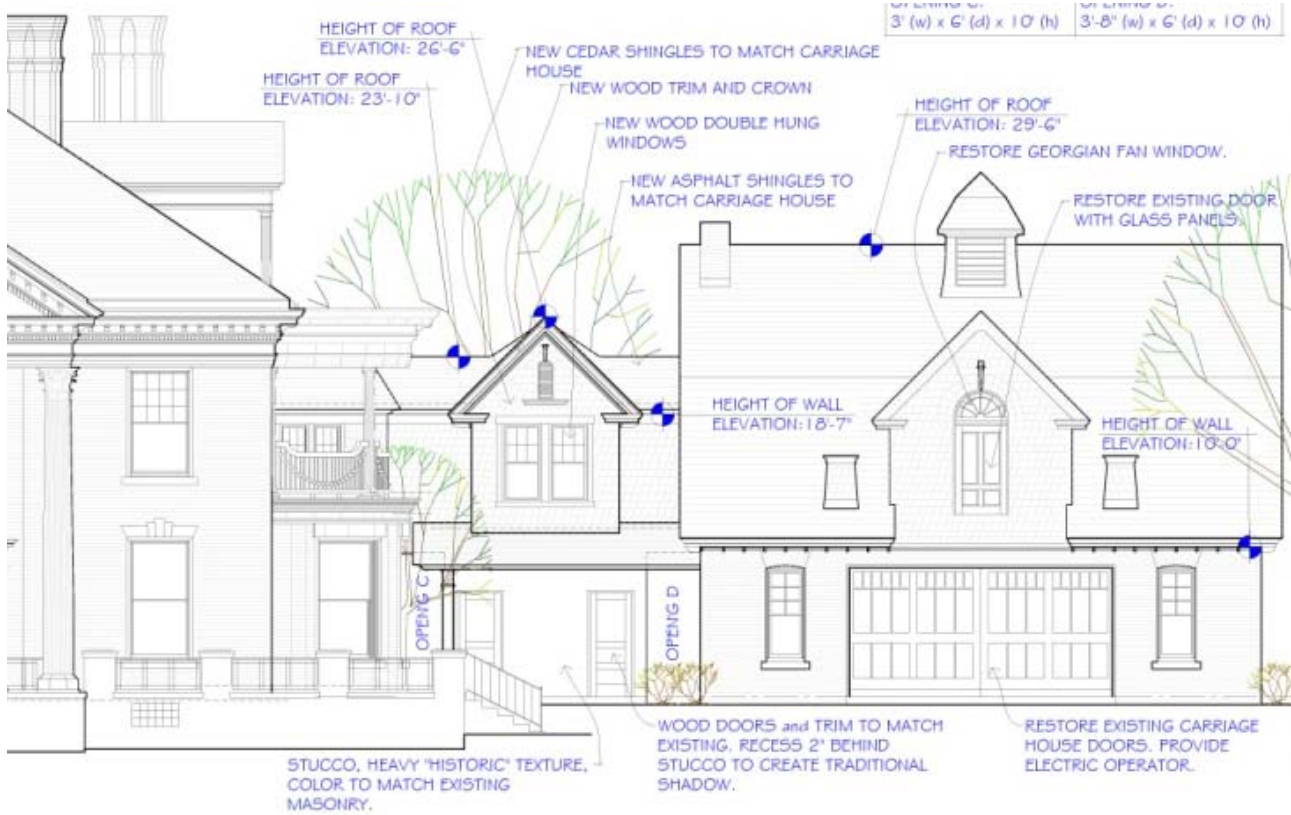 OPENING C:
3' (w) x 6' (d) x 10' (h)
OPENING D:
3'-8" (w) x 6' (d) x 10' (h)
HEIGHT OF ROOF
ELEVATION: 26'-6"
HEIGHT OF ROOF
ELEVATION: 23'-10"
NEW CEDAR SHINGLES TO MATCH CARRIAGE
HOUSE
NEW WOOD TRIM AND CROWN
NEW WOOD DOUBLE HUNG
WINDOWS
NEW ASPHALT SHINGLES TO
MATCH CARRIAGE HOUSE
HEIGHT OF ROOF
ELEVATION: 29'-6"
RESTORE GEORGIAN FAN WINDOW.
RESTORE EXISTING DOOR
WITH GLASS PANELS.
HEIGHT OF WALL
ELEVATION: 18'-7"
HEIGHT OF WALL
ELEVATION: 10'-0"
OPEN'G C
OPEN'G D
STUCCO, HEAVY "HISTORIC" TEXTURE,
COLOR TO MATCH EXISTING
MASONRY.
WOOD DOORS and TRIM TO MATCH
EXISTING. RECESS 2" BEHIND
STUCCO TO CREATE TRADITIONAL
SHADOW.
RESTORE EXISTING CARRIAGE
HOUSE DOORS. PROVIDE
ELECTRIC OPERATOR.